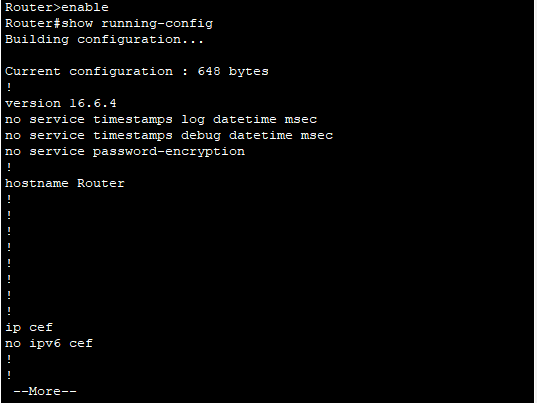 Router>enable
Router#show running-config
Building configuration...
Current configuration : 648 bytes
!
version 16.6.4
no service timestamps log datetime msec
no service timestamps debug datetime msec
no service password-encryption
!
hostname Router
!
!
!
!
!
!
!
!
ip cef
no ipv6 cef
!
!
--More--